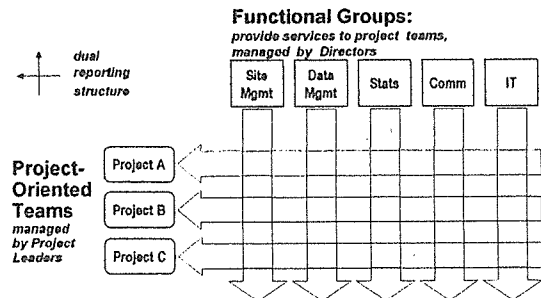 Functional Groups:
provide services to project teams,
managed by Directors
dual
reporting
structure
Site
Mgmt
Data
Mgmt
Stats
Comm
IT
Project-
Oriented
Teams
managed
by Project
Leaders
Project A
Project B
Project C